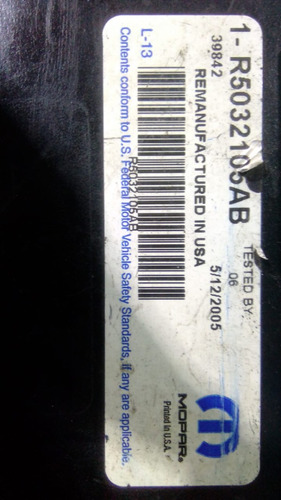 1- R5032105AB
39842
TESTED BY:
06
REMANUFACTURED IN USA
5/12/2005
R5032105AB
L-13
Contents conform to U.S. Federal Motor Vehicle Safety Standards, if any are applicable.
MOPAR®
Printed in U.S.A.